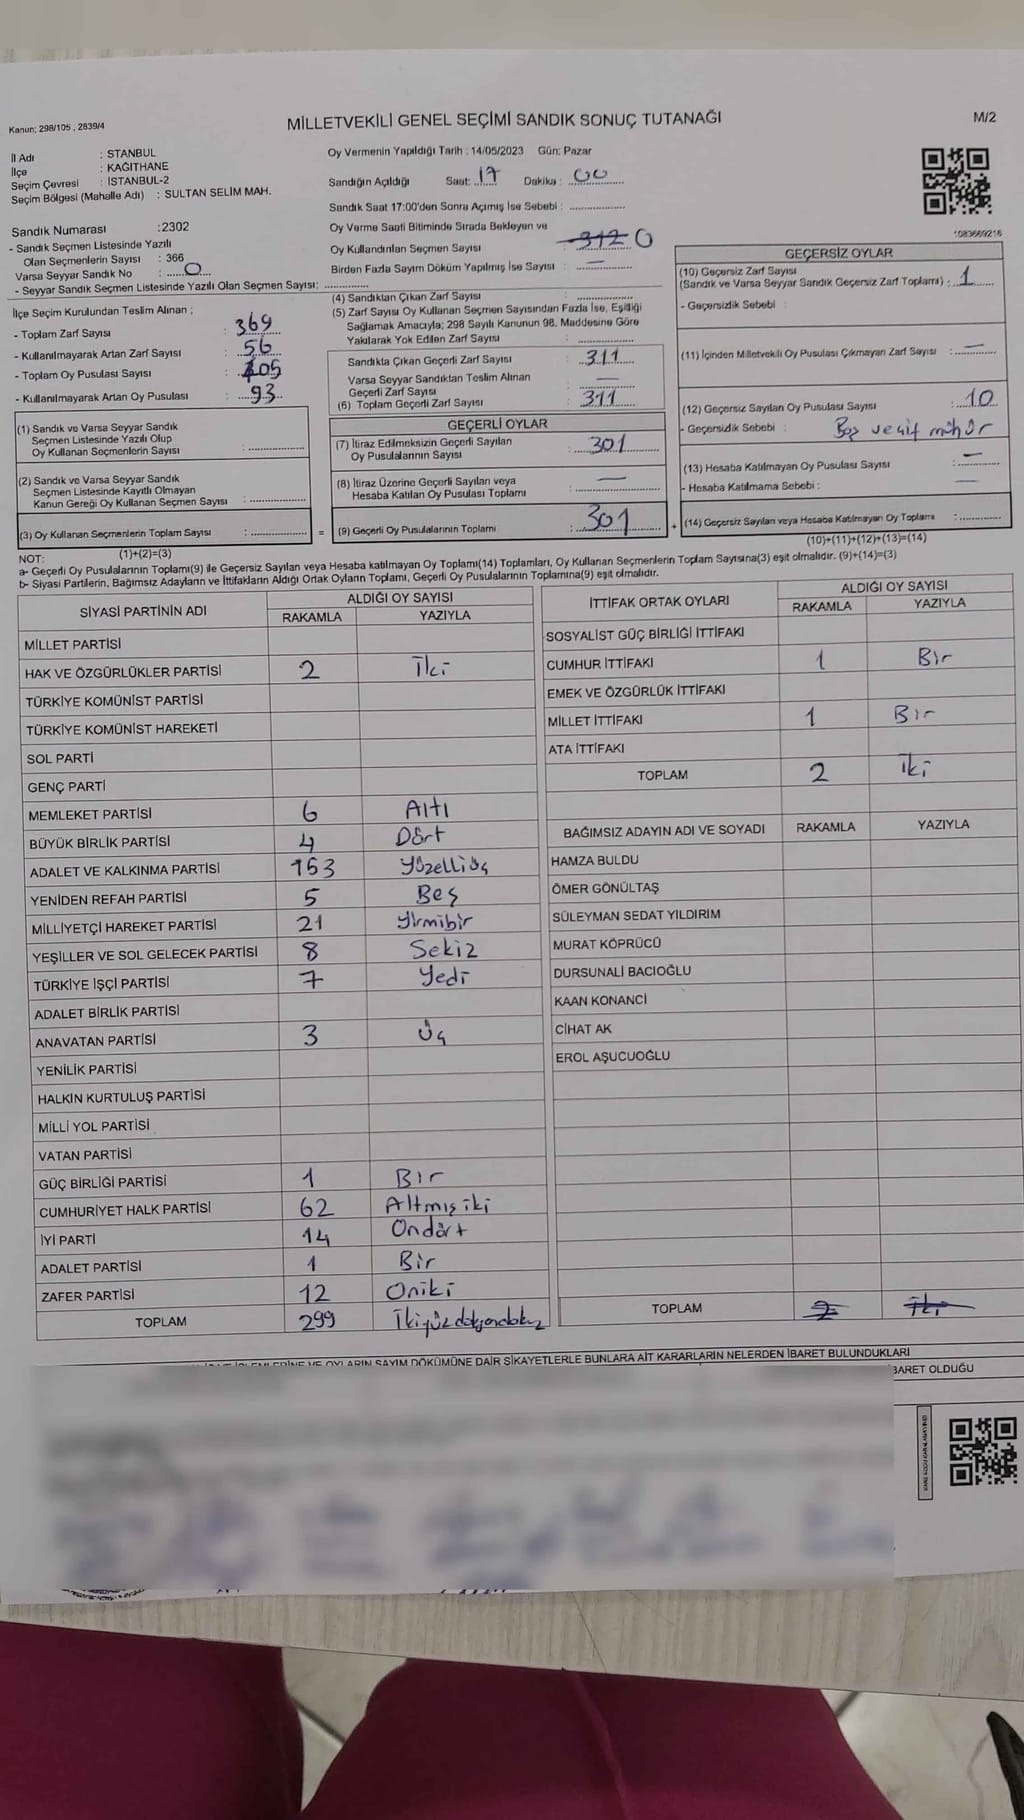 Kanun; 298/105 , 2839/4
MİLLETVEKİLİ GENEL SEÇİMİ SANDIK SONUÇ TUTANAĞI
M/2
İl Adı : STANBUL
İlçe : KAĞITHANE
Seçim Çevresi : İSTANBUL-2
Seçim Bölgesi (Mahalle Adı) : SULTAN SELİM MAH.
Oy Vermenin Yapıldığı Tarih : 14/05/2023 Gün: Pazar
Sandığın Açıldığı Saat: 17 Dakika : 00
Sandık Saat 17:00'den Sonra Açımış İse Sebebi :
Oy Verme Saati Bitiminde Sırada Bekleyen ve
Oy Kullandırılan Seçmen Sayısı 312 0
Birden Fazla Sayım Döküm Yapılmış İse Sayısı : —
1083669216
Sandık Numarası :2302
- Sandık Seçmen Listesinde Yazılı
Olan Seçmenlerin Sayısı : 366
Varsa Seyyar Sandık No : 0
- Seyyar Sandık Seçmen Listesinde Yazılı Olan Seçmen Sayısı:
İlçe Seçim Kurulundan Teslim Alınan ;
- Toplam Zarf Sayısı : 369
- Kullanılmayarak Artan Zarf Sayısı : 56
- Toplam Oy Pusulası Sayısı : 405
- Kullanılmayarak Artan Oy Pusulası : 93
(1) Sandık ve Varsa Seyyar Sandık
Seçmen Listesinde Yazılı Olup
Oy Kullanan Seçmenlerin Sayısı :
(2) Sandık ve Varsa Seyyar Sandık
Seçmen Listesinde Kayıtlı Olmayan
Kanun Gereği Oy Kullanan Seçmen Sayısı :
(3) Oy Kullanan Seçmenlerin Toplam Sayısı : =
(1)+(2)=(3)
(4) Sandıktan Çıkan Zarf Sayısı :
(5) Zarf Sayısı Oy Kullanan Seçmen Sayısından Fazla İse, Eşitliği
Sağlamak Amacıyla; 298 Sayılı Kanunun 98. Maddesine Göre
Yakılarak Yok Edilen Zarf Sayısı :
Sandıkta Çıkan Geçerli Zarf Sayısı : 311
Varsa Seyyar Sandıktan Teslim Alınan
Geçerli Zarf Sayısı : —
(6) Toplam Geçerli Zarf Sayısı : 311
GEÇERLİ OYLAR
(7) İtiraz Edilmeksizin Geçerli Sayılan
Oy Pusulalarının Sayısı : 301
(8) İtiraz Üzerine Geçerli Sayılan veya
Hesaba Katılan Oy Pusulası Toplamı : —
(9) Geçerli Oy Pusulalarının Toplamı : 301 +
GEÇERSİZ OYLAR
(10) Geçersiz Zarf Sayısı
(Sandık ve Varsa Seyyar Sandık Geçersiz Zarf Toplamı) : 1
- Geçersizlik Sebebi :
(11) İçinden Milletvekili Oy Pusulası Çıkmayan Zarf Sayısı : —
(12) Geçersiz Sayılan Oy Pusulası Sayısı : 10
- Geçersizlik Sebebi : Boş ve çift mühür
(13) Hesaba Katılmayan Oy Pusulası Sayısı : —
- Hesaba Katılmama Sebebi : —
(14) Geçersiz Sayılan veya Hesaba Katılmayan Oy Toplamı :
(10)+(11)+(12)+(13)=(14)
NOT:
a- Geçerli Oy Pusulalarının Toplamı(9) ile Geçersiz Sayılan veya Hesaba katılmayan Oy Toplamı(14) Toplamları, Oy Kullanan Seçmenlerin Toplam Sayısına(3) eşit olmalıdır. (9)+(14)=(3)
b- Siyasi Partilerin, Bağımsız Adayların ve İttifakların Aldığı Ortak Oyların Toplamı, Geçerli Oy Pusulalarının Toplamına(9) eşit olmalıdır.
SİYASİ PARTİNİN ADI ALDIĞI OY SAYISI
RAKAMLA YAZIYLA
MİLLET PARTİSİ
HAK VE ÖZGÜRLÜKLER PARTİSİ 2 İki
TÜRKİYE KOMÜNİST PARTİSİ
TÜRKİYE KOMÜNİST HAREKETİ
SOL PARTİ
GENÇ PARTİ
MEMLEKET PARTİSİ 6 Altı
BÜYÜK BİRLİK PARTİSİ 4 Dört
ADALET VE KALKINMA PARTİSİ 153 Yüzelliüç
YENİDEN REFAH PARTİSİ 5 Beş
MİLLİYETÇİ HAREKET PARTİSİ 21 Yirmibir
YEŞİLLER VE SOL GELECEK PARTİSİ 8 Sekiz
TÜRKİYE İŞÇİ PARTİSİ 7 Yedi
ADALET BİRLİK PARTİSİ
ANAVATAN PARTİSİ 3 Üç
YENİLİK PARTİSİ
HALKIN KURTULUŞ PARTİSİ
MİLLİ YOL PARTİSİ
VATAN PARTİSİ
GÜÇ BİRLİĞİ PARTİSİ 1 Bir
CUMHURİYET HALK PARTİSİ 62 Altmış iki
İYİ PARTİ 14 Ondört
ADALET PARTİSİ 1 Bir
ZAFER PARTİSİ 12 Oniki
TOPLAM 299 İkiyüzdoksandokuz
İTTİFAK ORTAK OYLARI ALDIĞI OY SAYISI
RAKAMLA YAZIYLA
SOSYALİST GÜÇ BİRLİĞİ İTTİFAKI
CUMHUR İTTİFAKI 1 Bir
EMEK VE ÖZGÜRLÜK İTTİFAKI
MİLLET İTTİFAKI 1 Bir
ATA İTTİFAKI
TOPLAM 2 İki
BAĞIMSIZ ADAYIN ADI VE SOYADI RAKAMLA YAZIYLA
HAMZA BULDU
ÖMER GÖNÜLTAŞ
SÜLEYMAN SEDAT YILDIRIM
MURAT KÖPRÜCÜ
DURSUNALİ BACIOĞLU
KAAN KONANCİ
CİHAT AK
EROL AŞUCUOĞLU
TOPLAM 2 İki
OYLARIN SAYIM DÖKÜMÜNE DAİR ŞİKAYETLERLE BUNLARA AİT KARARLARIN NELERDEN İBARET BULUNDUKLARI
BARET OLDUĞU